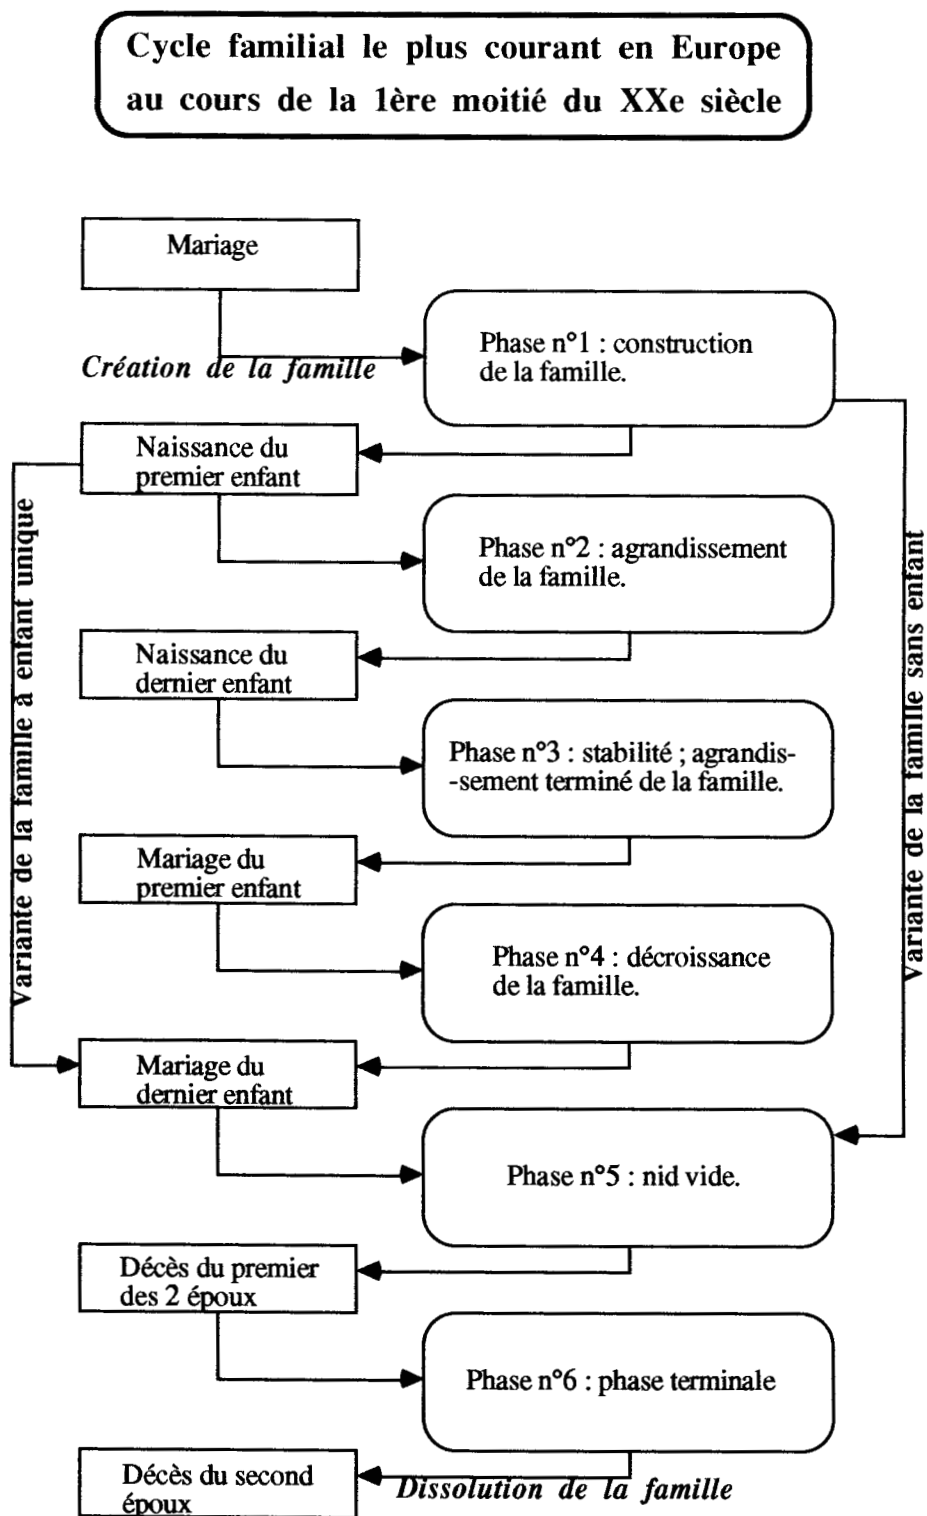 Cycle familial le plus courant en Europe
au cours de la 1ère moitié du XXe siècle
Mariage
Phase n°1 : construction
de la famille.
Création de la famille
Naissance du
premier enfant
Phase n°2 : agrandissement
de la famille.
Variante de la famille à enfant unique
Variante de la famille sans enfant
Naissance du
dernier enfant
Phase n°3 : stabilité ; agrandis-
-sement terminé de la famille.
Mariage du
premier enfant
Phase n°4 : décroissance
de la famille.
Mariage du
dernier enfant
Phase n°5 : nid vide.
Décès du premier
des 2 époux
Phase n°6 : phase terminale
Décès du second
époux
Dissolution de la famille